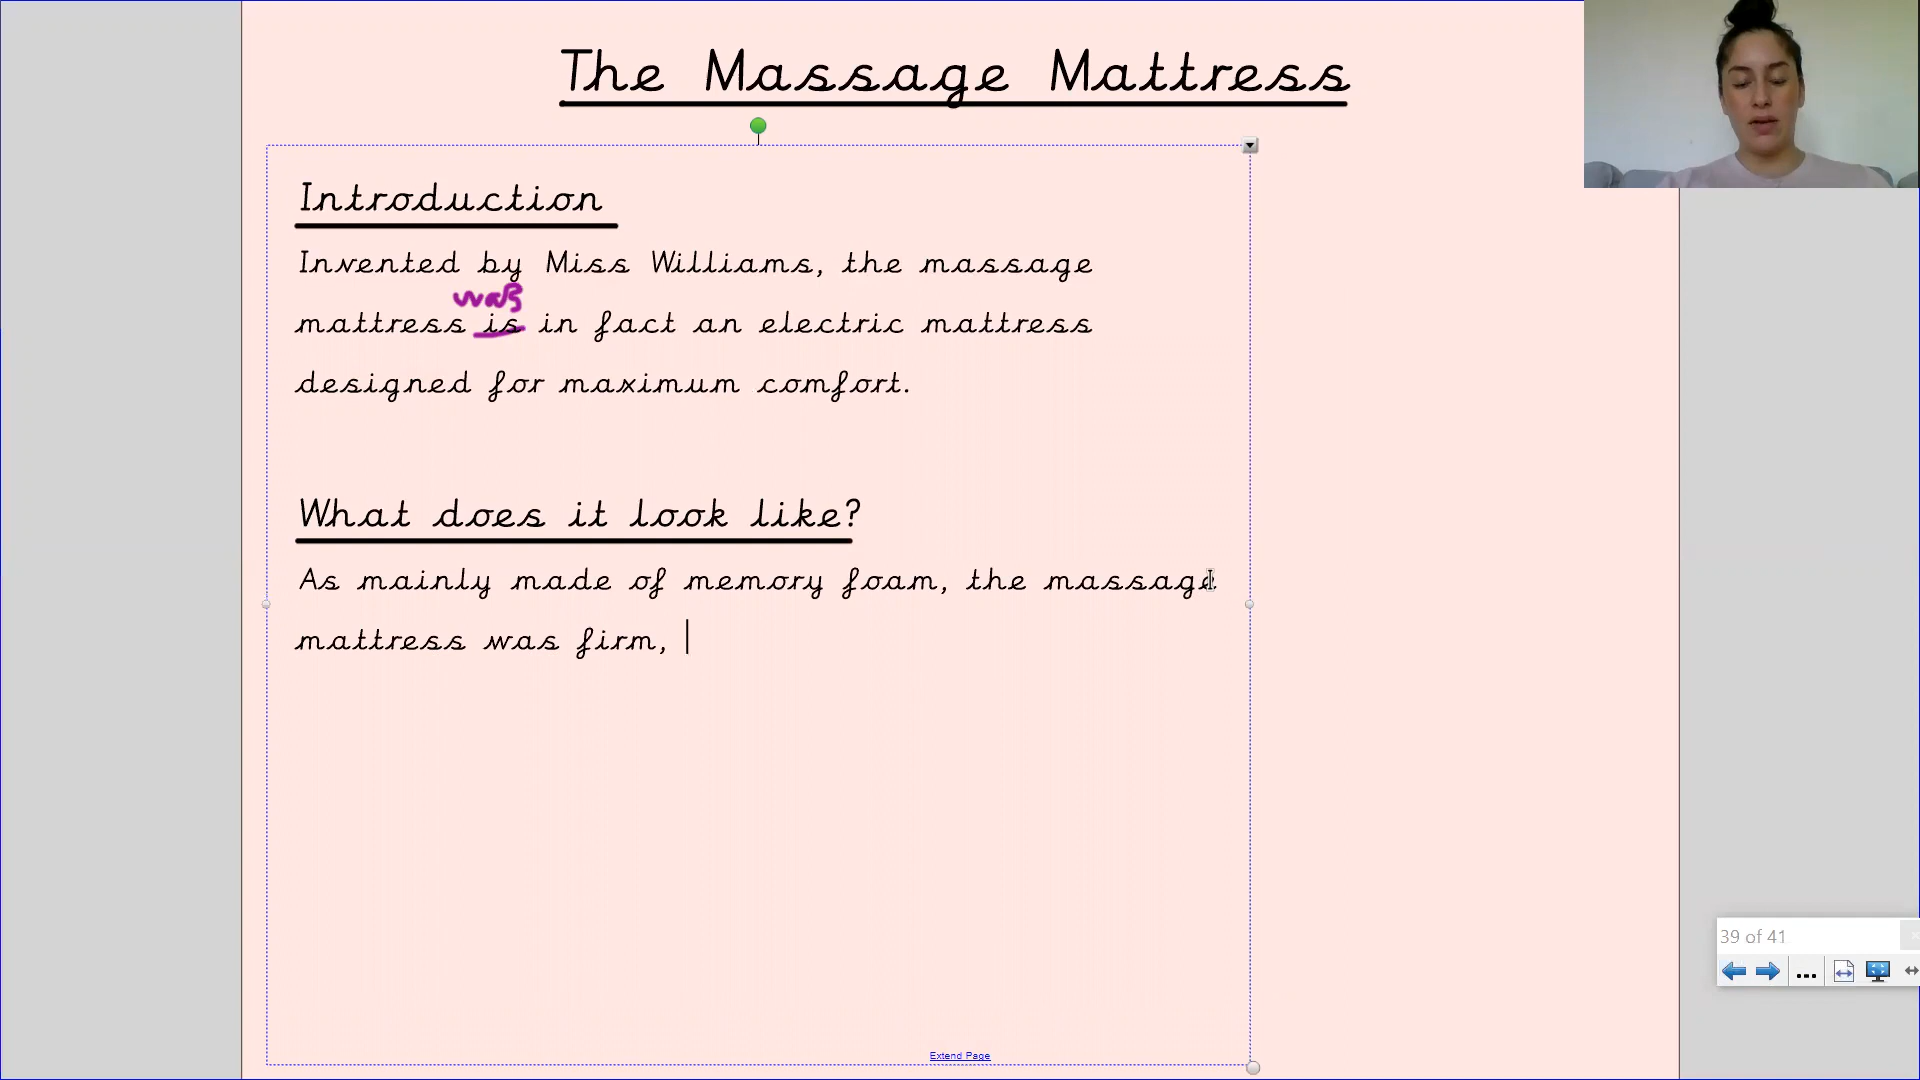 The Massage Mattress
Introduction
Invented by Miss Williams, the massage
was
mattress is in fact an electric mattress
designed for maximum comfort.
What does it look like?
As mainly made of memory foam, the massage
mattress was firm,
39 of 41
Extend Page